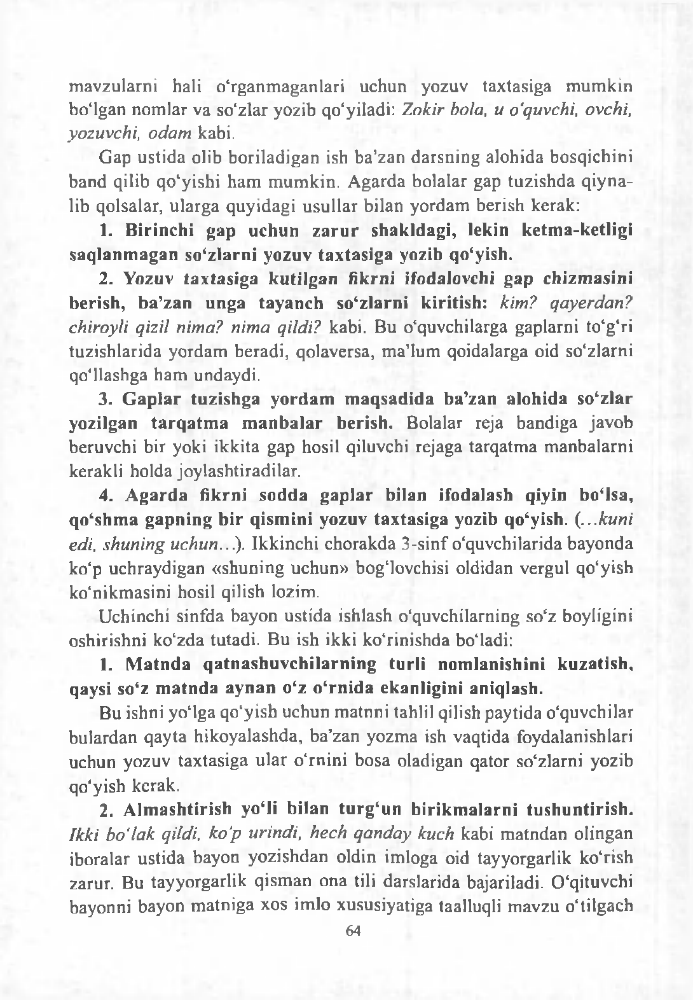 mavzularni hali o‘rganmaganlari uchun yozuv taxtasiga mumkin
bo‘lgan nomlar va so‘zlar yozib qo‘yiladi: Zokir bola, u o‘quvchi, ovchi,
yozuvchi, odam kabi.
Gap ustida olib boriladigan ish ba’zan darsning alohida bosqichini
band qilib qo‘yishi ham mumkin. Agarda bolalar gap tuzishda qiyna-
lib qolsalar, ularga quyidagi usullar bilan yordam berish kerak:
1. Birinchi gap uchun zarur shakldagi, lekin ketma-ketligi
saqlanmagan so‘zlarni yozuv taxtasiga yozib qo‘yish.
2. Yozuv taxtasiga kutilgan fikrni ifodalovchi gap chizmasini
berish, ba’zan unga tayanch so‘zlarni kiritish: kim? qayerdan?
chiroyli qizil nima? nima qildi? kabi. Bu o‘quvchilarga gaplarni to‘g‘ri
tuzishlarida yordam beradi, qolaversa, ma’lum qoidalarga oid so‘zlarni
qo‘llashga ham undaydi.
3. Gaplar tuzishga yordam maqsadida ba’zan alohida so‘zlar
yozilgan tarqatma manbalar berish. Bolalar reja bandiga javob
beruvchi bir yoki ikkita gap hosil qiluvchi rejaga tarqatma manbalarni
kerakli holda joylashtiradilar.
4. Agarda fikrni sodda gaplar bilan ifodalash qiyin bo‘lsa,
qo‘shma gapning bir qismini yozuv taxtasiga yozib qo‘yish. (...kuni
edi, shuning uchun...). Ikkinchi chorakda 3-sinf o‘quvchilarida bayonda
ko‘p uchraydigan «shuning uchun» bog‘lovchisi oldidan vergul qo‘yish
ko‘nikmasini hosil qilish lozim.
Uchinchi sinfda bayon ustida ishlash o‘quvchilarning so‘z boyligini
oshirishni ko‘zda tutadi. Bu ish ikki ko‘rinishda bo‘ladi:
1. Matnda qatnashuvchilarning turli nomlanishini kuzatish,
qaysi so‘z matnda aynan o‘z o‘rnida ekanligini aniqlash.
Bu ishni yo‘lga qo‘yish uchun matnni tahlil qilish paytida o‘quvchilar
bulardan qayta hikoyalashda, ba’zan yozma ish vaqtida foydalanishlari
uchun yozuv taxtasiga ular o‘rnini bosa oladigan qator so‘zlarni yozib
qo‘yish kerak.
2. Almashtirish yo‘li bilan turg‘un birikmalarni tushuntirish.
Ikki bo‘lak qildi, ko‘p urindi, hech qanday kuch kabi matndan olingan
iboralar ustida bayon yozishdan oldin imloga oid tayyorgarlik ko‘rish
zarur. Bu tayyorgarlik qisman ona tili darslarida bajariladi. O‘qituvchi
bayonni bayon matniga xos imlo xususiyatiga taalluqli mavzu o‘tilgach
64